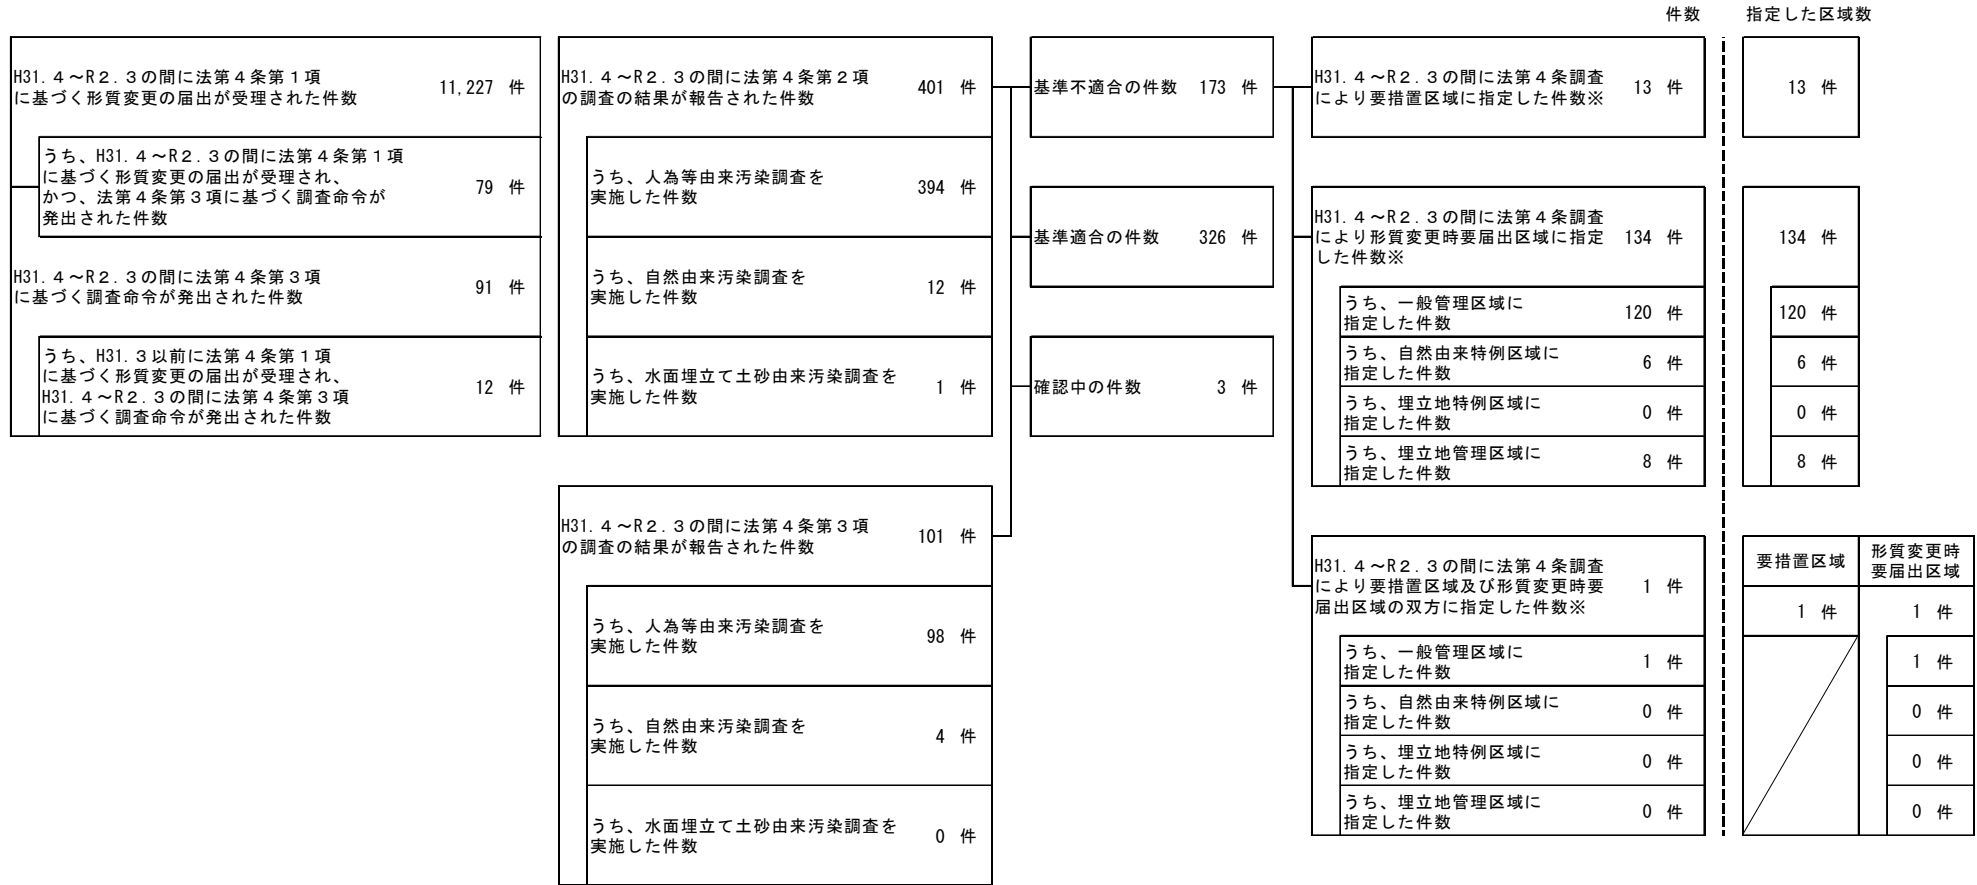 件数 指定した区域数
H31.4～R2.3の間に法第4条第1項
に基づく形質変更の届出が受理された件数 11,227 件
うち、H31.4～R2.3の間に法第4条第1項
に基づく形質変更の届出が受理され、
かつ、法第4条第3項に基づく調査命令が
発出された件数 79 件
H31.4～R2.3の間に法第4条第3項
に基づく調査命令が発出された件数 91 件
うち、H31.3以前に法第4条第1項
に基づく形質変更の届出が受理され、
H31.4～R2.3の間に法第4条第3項
に基づく調査命令が発出された件数 12 件
H31.4～R2.3の間に法第4条第2項
の調査の結果が報告された件数 401 件
うち、人為等由来汚染調査を
実施した件数 394 件
うち、自然由来汚染調査を
実施した件数 12 件
うち、水面埋立て土砂由来汚染調査を
実施した件数 1 件
H31.4～R2.3の間に法第4条第3項
の調査の結果が報告された件数 101 件
うち、人為等由来汚染調査を
実施した件数 98 件
うち、自然由来汚染調査を
実施した件数 4 件
うち、水面埋立て土砂由来汚染調査を
実施した件数 0 件
基準不適合の件数 173 件
基準適合の件数 326 件
確認中の件数 3 件
H31.4～R2.3の間に法第4条調査
により要措置区域に指定した件数※ 13 件
13 件
H31.4～R2.3の間に法第4条調査
により形質変更時要届出区域に指定
した件数※ 134 件
134 件
うち、一般管理区域に
指定した件数 120 件
120 件
うち、自然由来特例区域に
指定した件数 6 件
6 件
うち、埋立地特例区域に
指定した件数 0 件
0 件
うち、埋立地管理区域に
指定した件数 8 件
8 件
H31.4～R2.3の間に法第4条調査
により要措置区域及び形質変更時要
届出区域の双方に指定した件数※ 1 件
うち、一般管理区域に
指定した件数 1 件
うち、自然由来特例区域に
指定した件数 0 件
うち、埋立地特例区域に
指定した件数 0 件
うち、埋立地管理区域に
指定した件数 0 件
要措置区域
形質変更時
要届出区域
1 件 1 件
1 件
0 件
0 件
0 件